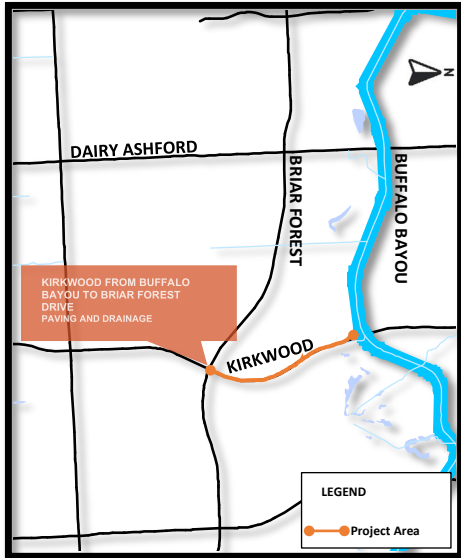 N
DAIRY ASHFORD
BRIAR FOREST
BUFFALO BAYOU
KIRKWOOD FROM BUFFALO
BAYOU TO BRIAR FOREST
DRIVE
PAVING AND DRAINAGE
KIRKWOOD
LEGEND
Project Area